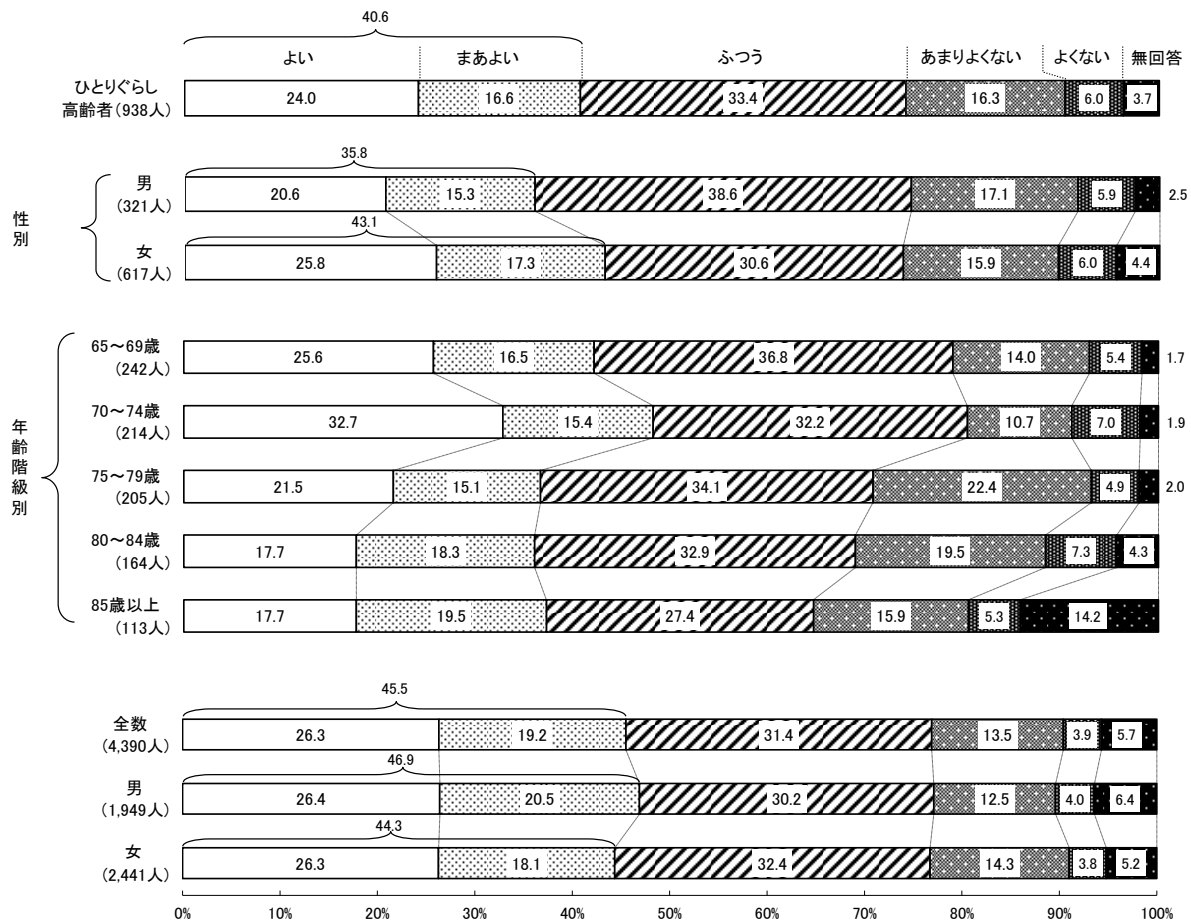 40.6
よい まあよい ふつう あまりよくない よくない 無回答
ひとりぐらし
高齢者(938人)
24.0 16.6 33.4 16.3 6.0 3.7
性別
35.8
男
(321人)
20.6 15.3 38.6 17.1 5.9 2.5
43.1
女
(617人)
25.8 17.3 30.6 15.9 6.0 4.4
年齢階級別
65～69歳
(242人)
25.6 16.5 36.8 14.0 5.4 1.7
70～74歳
(214人)
32.7 15.4 32.2 10.7 7.0 1.9
75～79歳
(205人)
21.5 15.1 34.1 22.4 4.9 2.0
80～84歳
(164人)
17.7 18.3 32.9 19.5 7.3 4.3
85歳以上
(113人)
17.7 19.5 27.4 15.9 5.3 14.2
45.5
全数
(4,390人)
26.3 19.2 31.4 13.5 3.9 5.7
46.9
男
(1,949人)
26.4 20.5 30.2 12.5 4.0 6.4
44.3
女
(2,441人)
26.3 18.1 32.4 14.3 3.8 5.2
0% 10% 20% 30% 40% 50% 60% 70% 80% 90% 100%